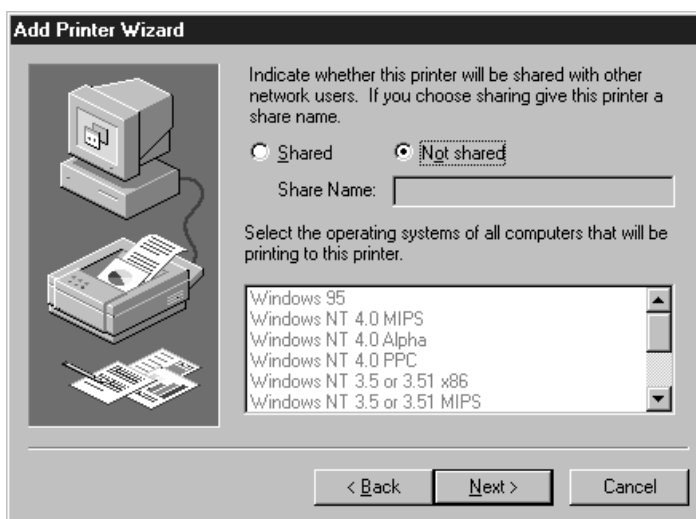 Add Printer Wizard
Indicate whether this printer will be shared with other
network users.  If you choose sharing give this printer a
share name.
Shared Not shared
Share Name:
Select the operating systems of all computers that will be
printing to this printer.
Windows 95
Windows NT 4.0 MIPS
Windows NT 4.0 Alpha
Windows NT 4.0 PPC
Windows NT 3.5 or 3.51 x86
Windows NT 3.5 or 3.51 MIPS
< Back Next > Cancel